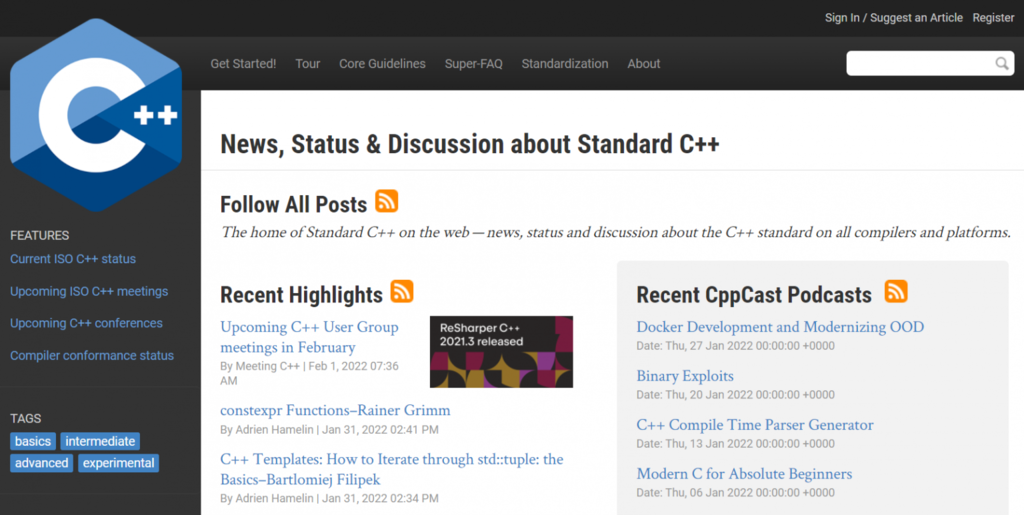 Sign In / Suggest an Article Register
Get Started! Tour Core Guidelines Super-FAQ Standardization About
C++
News, Status & Discussion about Standard C++
Follow All Posts
The home of Standard C++ on the web — news, status and discussion about the C++ standard on all compilers and platforms.
FEATURES
Current ISO C++ status
Upcoming ISO C++ meetings
Upcoming C++ conferences
Compiler conformance status
TAGS
basics intermediate
advanced experimental
Recent Highlights
Upcoming C++ User Group
meetings in February
By Meeting C++ | Feb 1, 2022 07:36
AM
ReSharper C++
2021.3 released
constexpr Functions–Rainer Grimm
By Adrien Hamelin | Jan 31, 2022 02:41 PM
C++ Templates: How to Iterate through std::tuple: the
Basics–Bartlomiej Filipek
By Adrien Hamelin | Jan 31, 2022 02:34 PM
Recent CppCast Podcasts
Docker Development and Modernizing OOD
Date: Thu, 27 Jan 2022 00:00:00 +0000
Binary Exploits
Date: Thu, 20 Jan 2022 00:00:00 +0000
C++ Compile Time Parser Generator
Date: Thu, 13 Jan 2022 00:00:00 +0000
Modern C for Absolute Beginners
Date: Thu, 06 Jan 2022 00:00:00 +0000